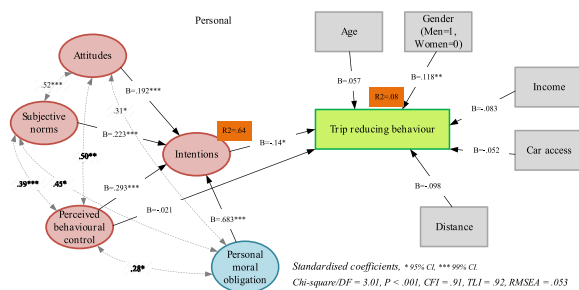 Personal
Age
Gender
(Men=1,
Women=0)
Attitudes
B=.192***
B=.057
B=.118**
Income
.52***
.31*
R2=.08
B=-.083
Subjective
norms
R2=.64
B=.223***
Intentions
B=-.14*
Trip reducing behaviour
Car access
.50**
B=-.052
.39***
.45*
B=.293***
B=-.021
B=-.098
Perceived
behavioural
control
B=.683***
Distance
.28*
Personal
moral
obligation
Standardised coefficients, * 95% CI, *** 99% CI.
Chi-square/DF = 3.01, P < .001, CFI = .91, TLI = .92, RMSEA = .053